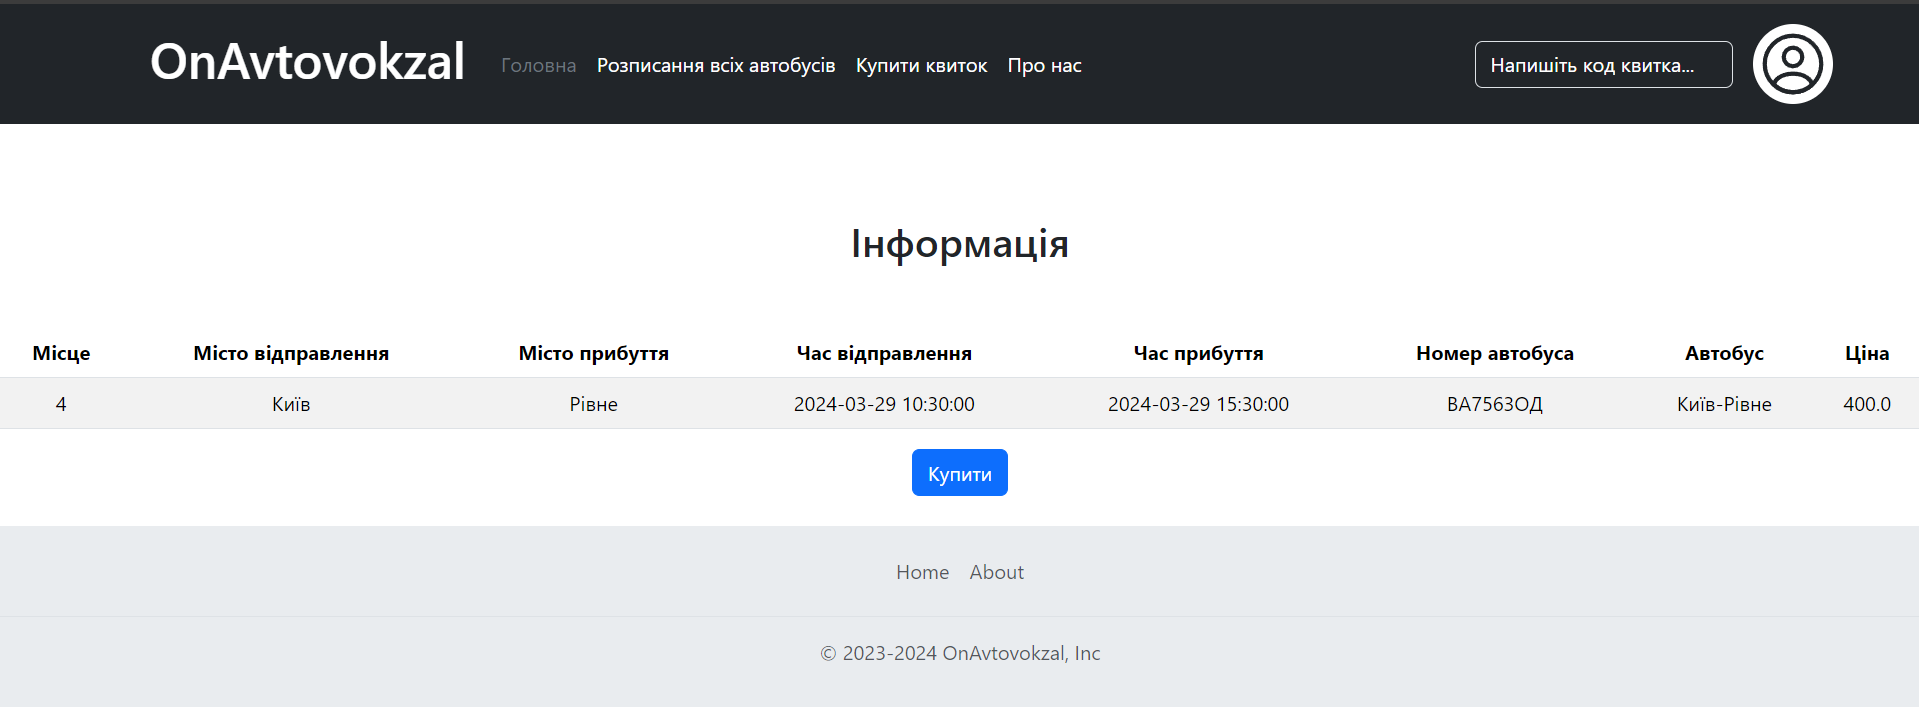 OnAvtovokzal Головна Розписання всіх автобусів Купити квиток Про нас Напишіть код квитка...
Інформація
Місце Місто відправлення Місто прибуття Час відправлення Час прибуття Номер автобуса Автобус Ціна
4 Київ Рівне 2024-03-29 10:30:00 2024-03-29 15:30:00 ВА7563ОД Київ-Рівне 400.0
Купити
Home About
© 2023-2024 OnAvtovokzal, Inc